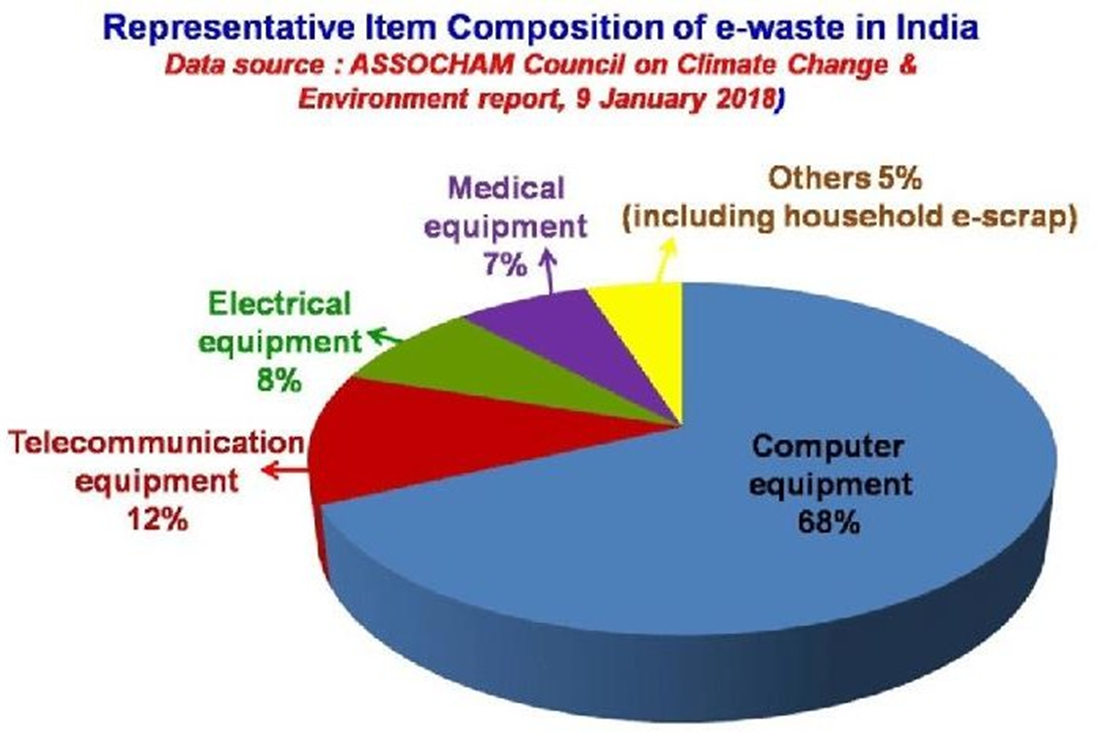 Representative Item Composition of e-waste in India
Data source : ASSOCHAM Council on Climate Change &
Environment report, 9 January 2018)
Others 5%
(including household e-scrap)
Medical
equipment
7%
Electrical
equipment
8%
Telecommunication
equipment
12%
Computer
equipment
68%